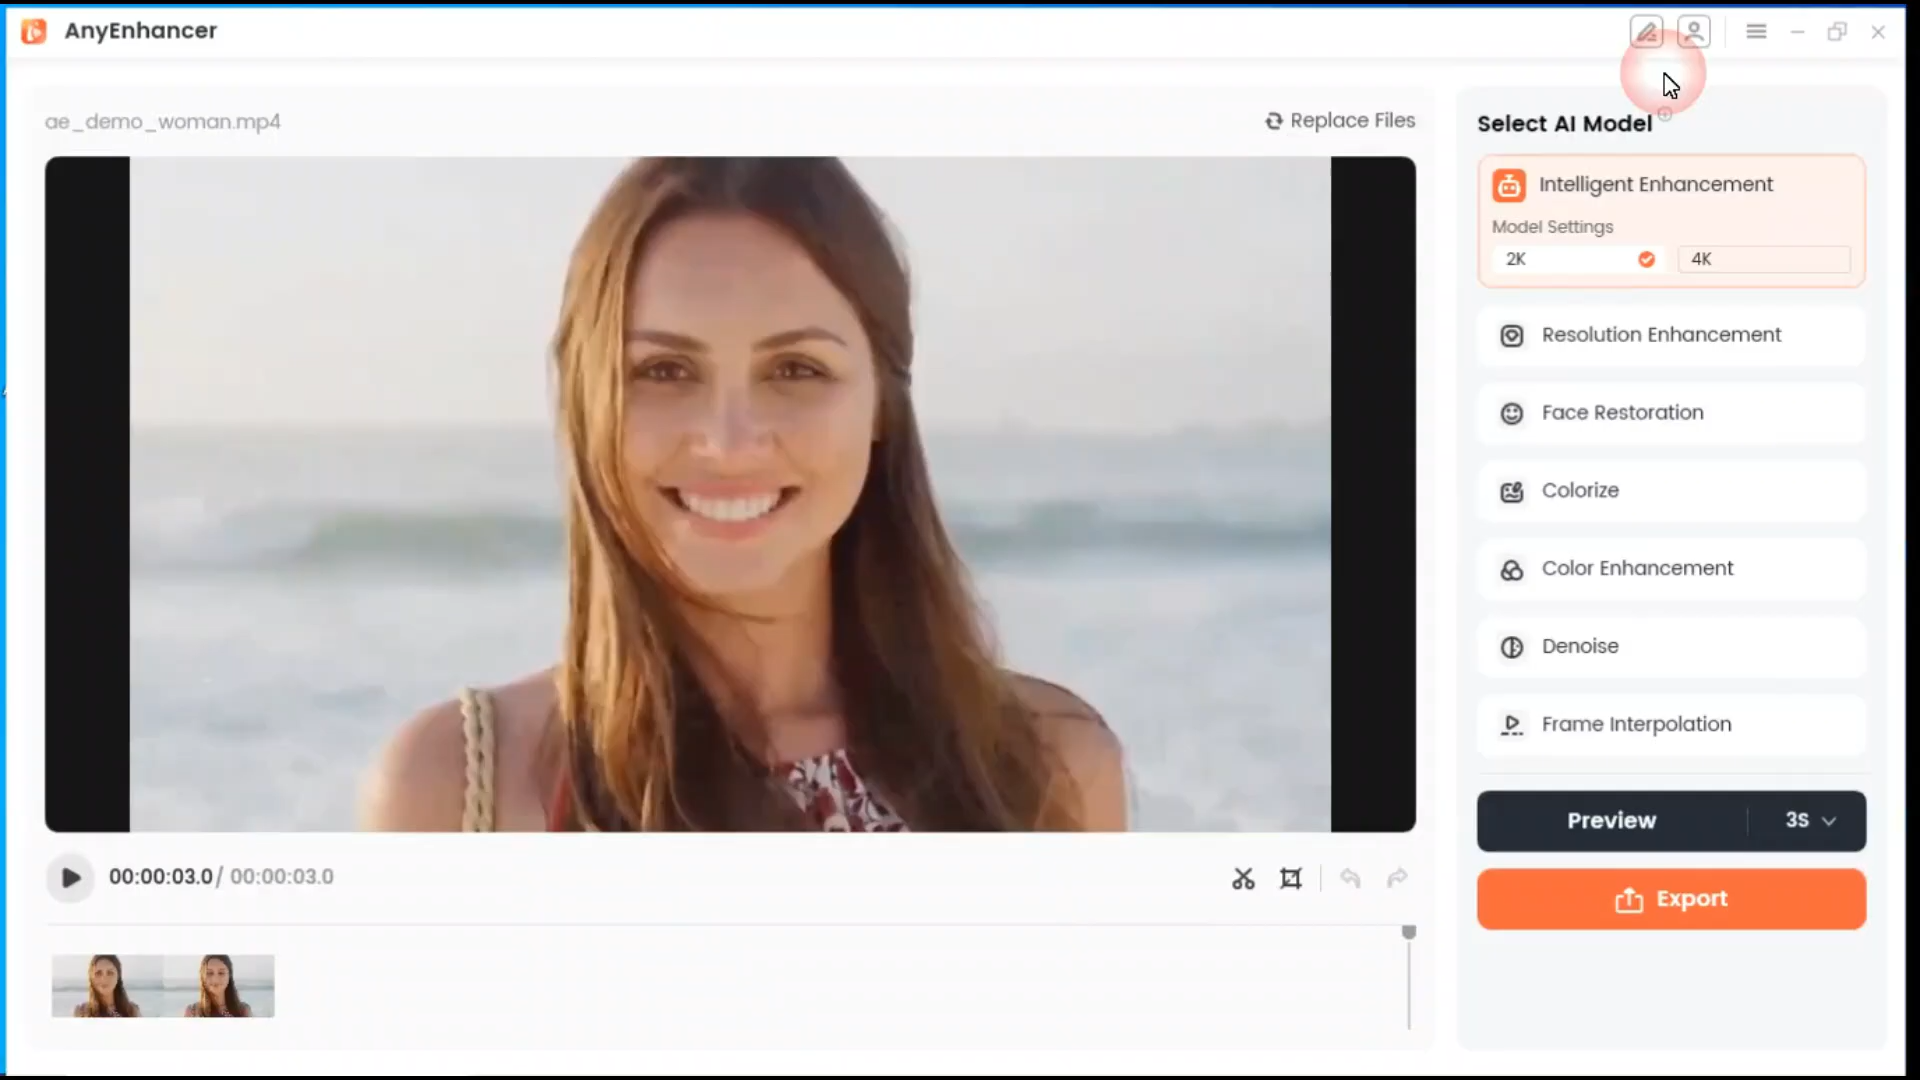 AnyEnhancer
ae_demo_woman.mp4
Replace Files
Select AI Model
Intelligent Enhancement
Model Settings
2K
4K
Resolution Enhancement
Face Restoration
Colorize
Color Enhancement
Denoise
Frame Interpolation
Preview
3S
Export
00:00:03.0/ 00:00:03.0